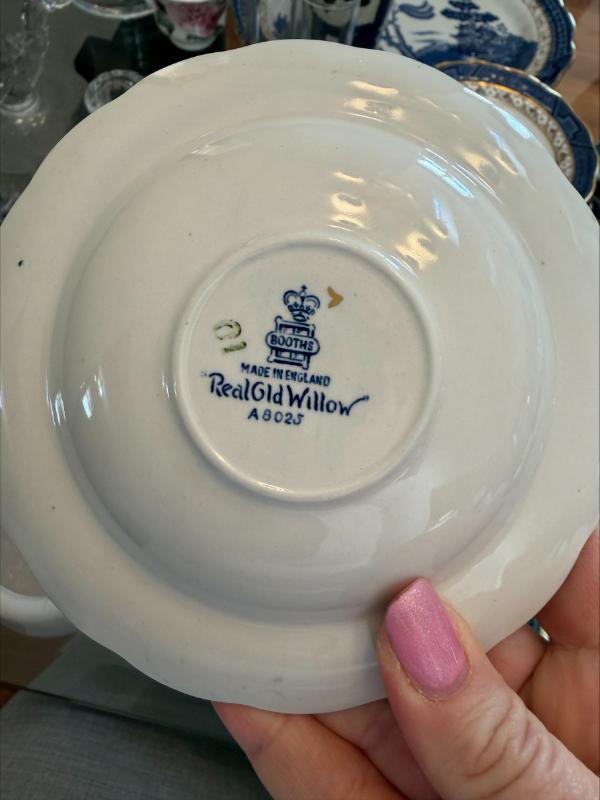 BOOTHS
MADE IN ENGLAND
"Real Old Willow"
A8025